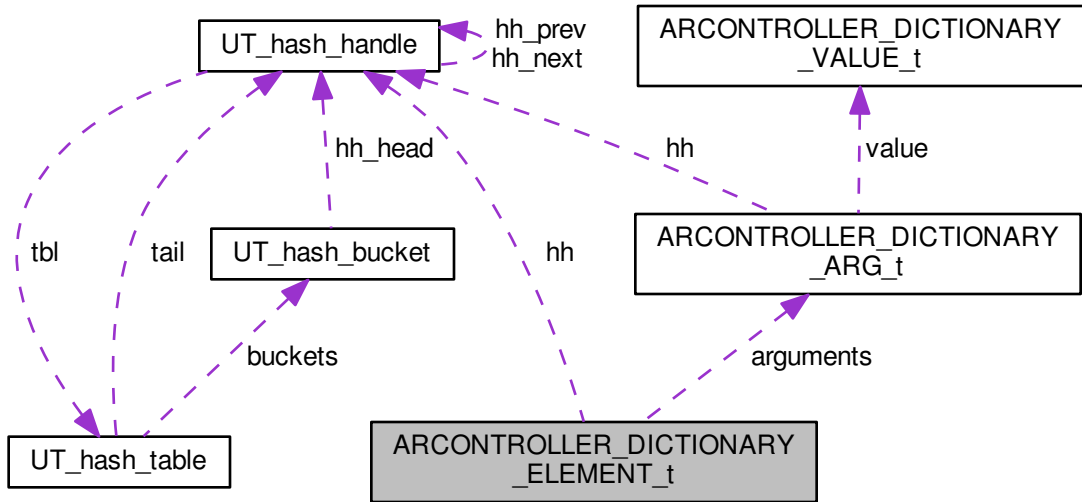 UT_hash_handle
hh_prev
hh_next
ARCONTROLLER_DICTIONARY
_VALUE_t
hh_head
hh
value
tbl
tail
UT_hash_bucket
hh
ARCONTROLLER_DICTIONARY
_ARG_t
buckets
arguments
UT_hash_table
ARCONTROLLER_DICTIONARY
_ELEMENT_t